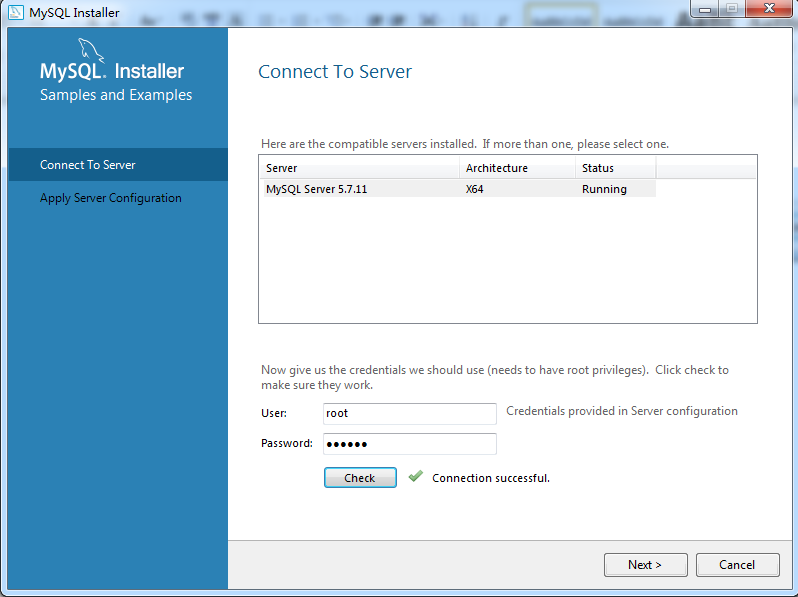 MySQL Installer
MySQL. Installer
Samples and Examples
Connect To Server
Apply Server Configuration
Connect To Server
Here are the compatible servers installed. If more than one, please select one.
Server Architecture Status
MySQL Server 5.7.11 X64 Running
Now give us the credentials we should use (needs to have root privileges). Click check to
make sure they work.
User: root Credentials provided in Server configuration
Password: ●●●●●●
Check Connection successful.
Next > Cancel